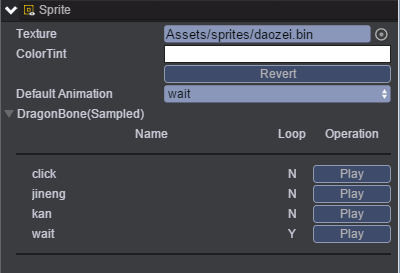 Sprite
Texture Assets/sprites/daozei.bin
ColorTint
Revert
Default Animation wait
DragonBone(Sampled)
Name Loop Operation
click N Play
jineng N Play
kan N Play
wait Y Play